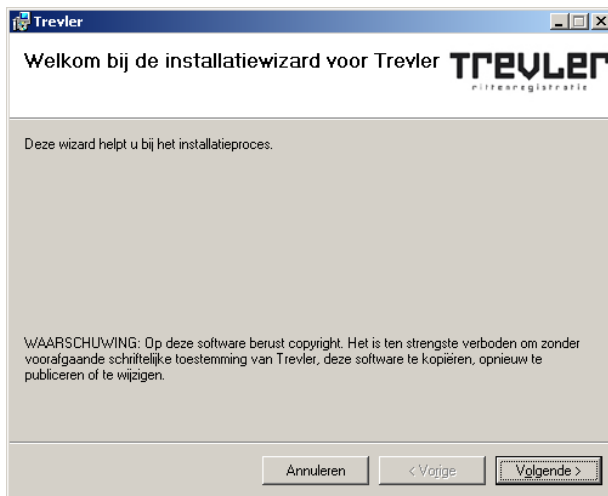 Trevler
Welkom bij de installatiewizard voor Trevler
Trevler
rittenregistratie
Deze wizard helpt u bij het installatieproces.
WAARSCHUWING: Op deze software berust copyright. Het is ten strengste verboden om zonder
voorafgaande schriftelijke toestemming van Trevler, deze software te kopiëren, opnieuw te
publiceren of te wijzigen.
Annuleren
< Vorige
Volgende >